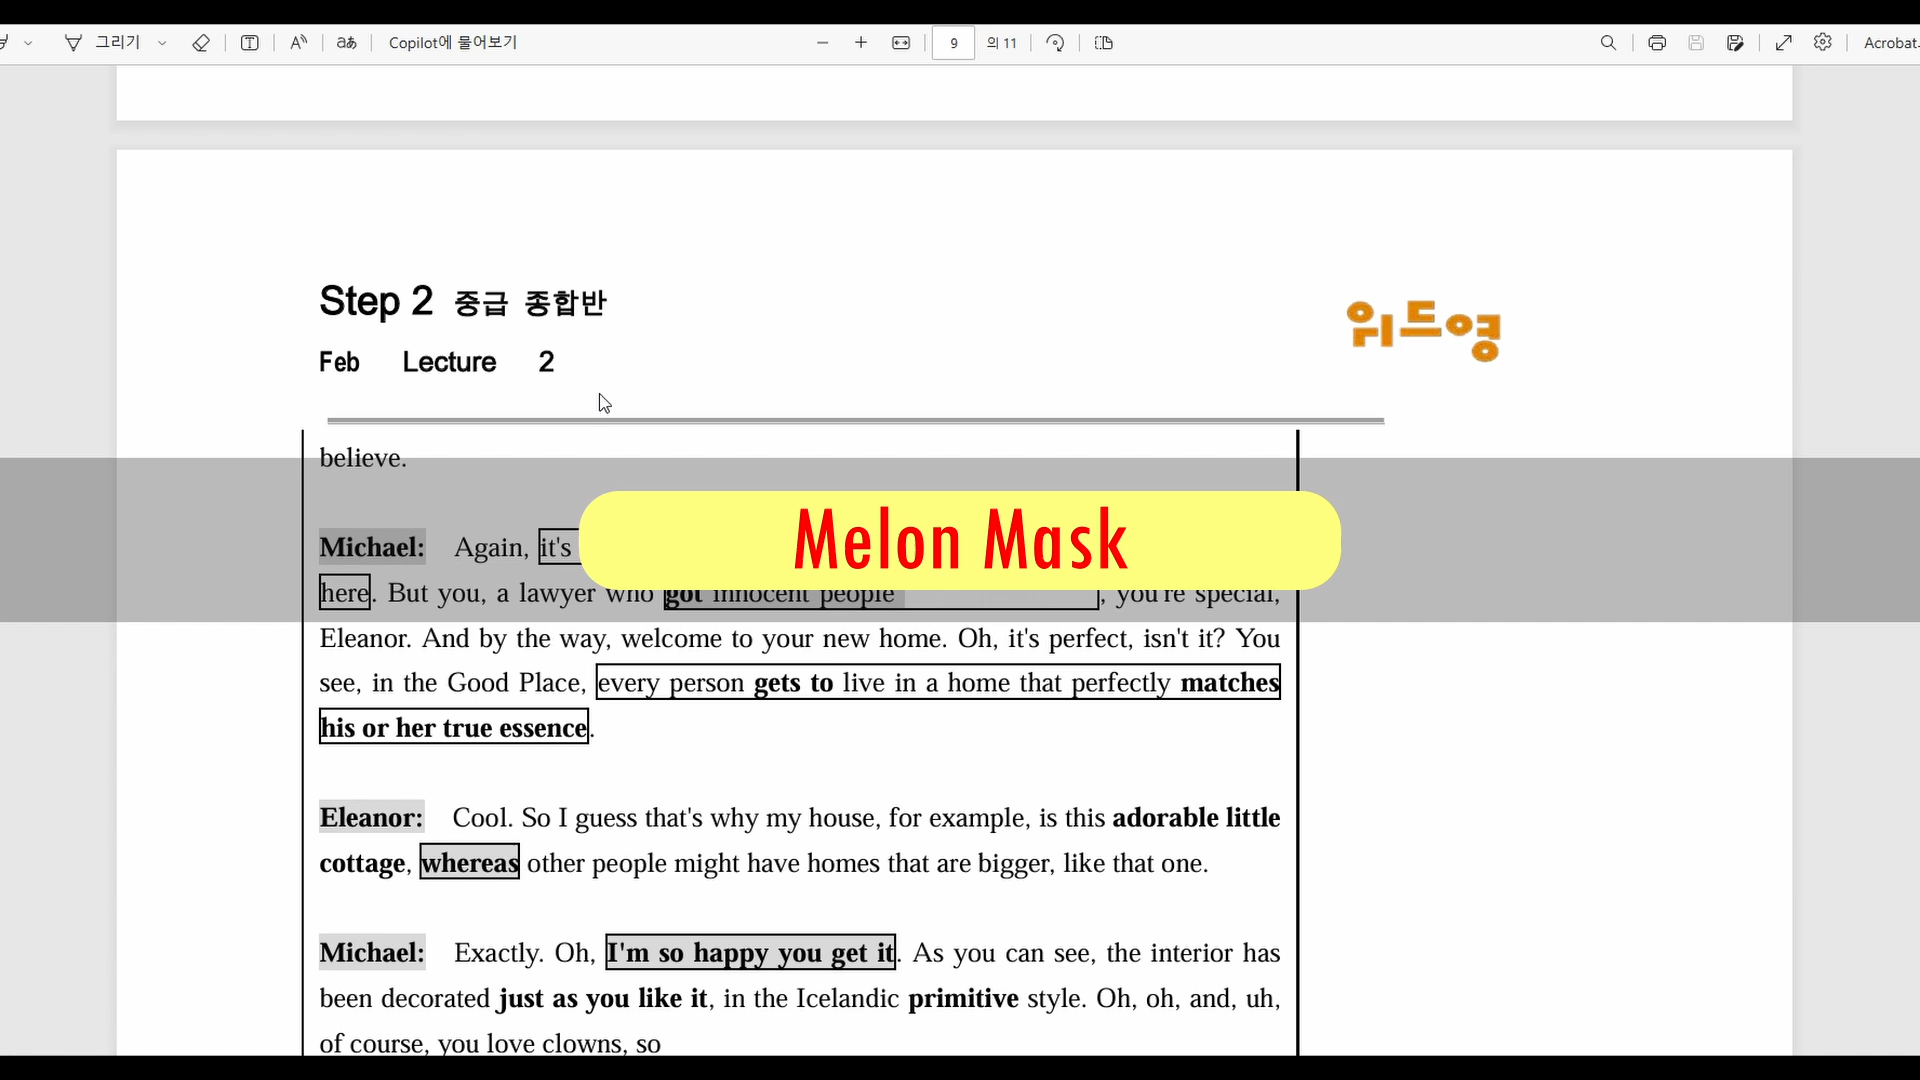 그리기 Copilot에 물어보기 9 의 11 Acrobat
Step 2 중급 종합반
위드영
Feb Lecture 2
believe.
Michael: Again, it's
Melon Mask
here. But you, a lawyer who got innocent people , you're special,
Eleanor. And by the way, welcome to your new home. Oh, it's perfect, isn't it? You
see, in the Good Place, every person gets to live in a home that perfectly matches
his or her true essence.
Eleanor: Cool. So I guess that's why my house, for example, is this adorable little
cottage, whereas other people might have homes that are bigger, like that one.
Michael: Exactly. Oh, I'm so happy you get it. As you can see, the interior has
been decorated just as you like it, in the Icelandic primitive style. Oh, oh, and, uh,
of course, you love clowns, so